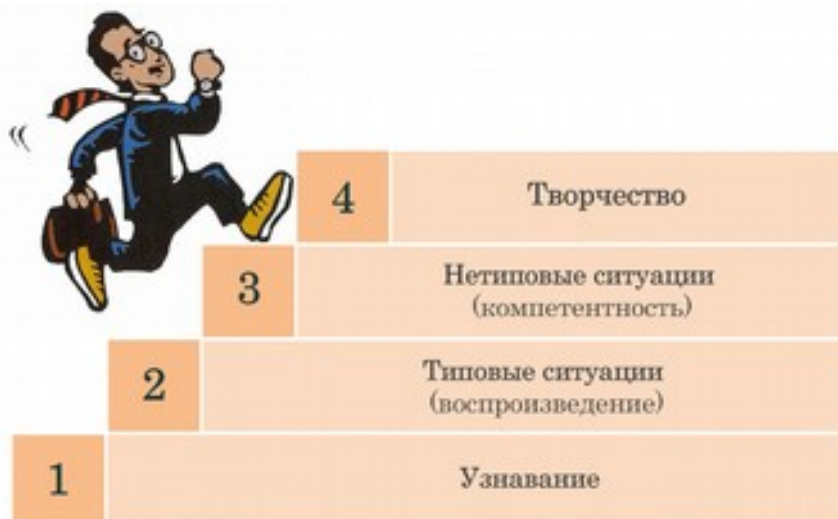 4 Творчество
3 Нетиповые ситуации
(компетентность)
2 Типовые ситуации
(воспроизведение)
1 Узнавание